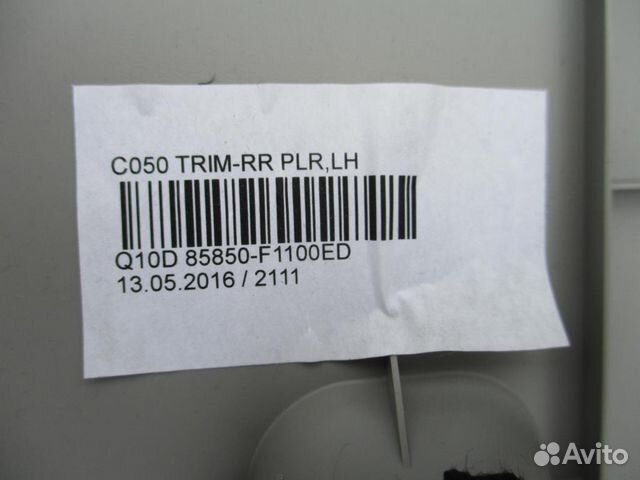 C050 TRIM-RR PLR,LH
Q10D 85850-F1100ED
13.05.2016 / 2111
Avito